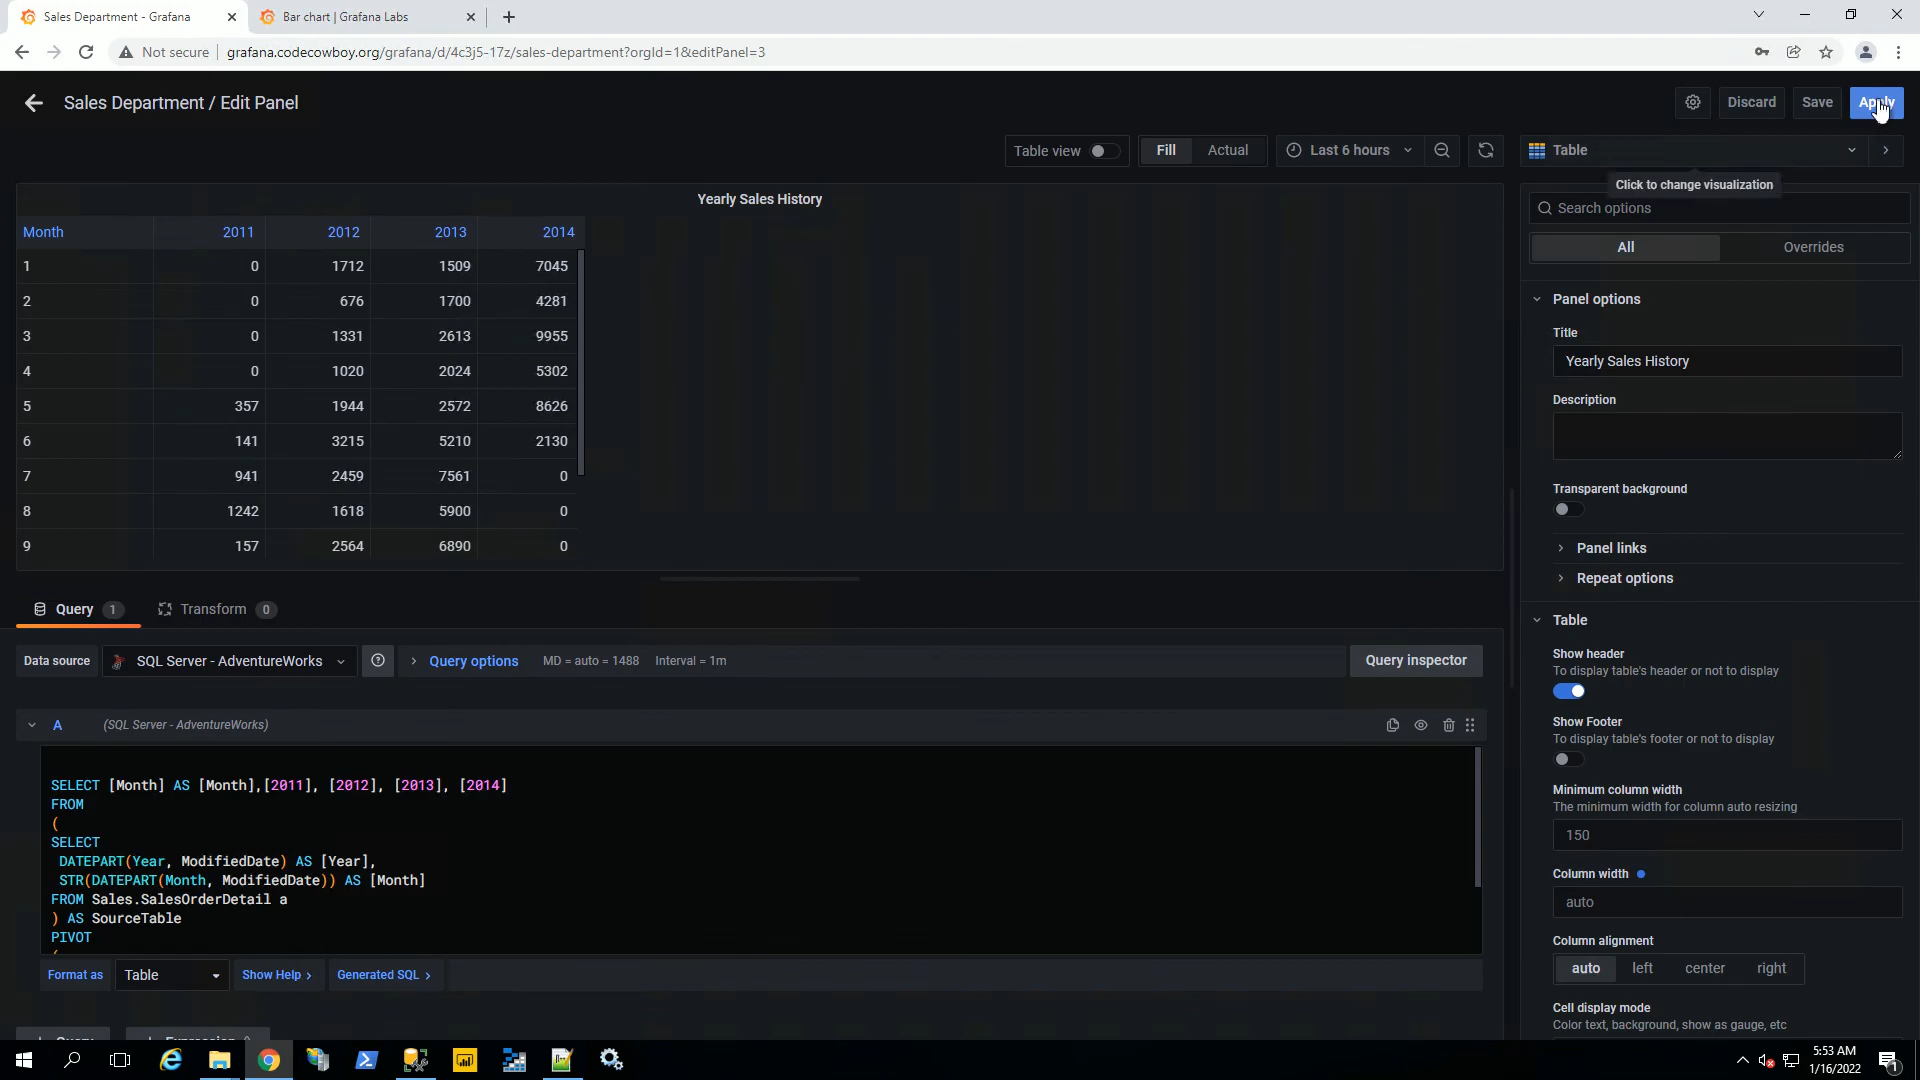 Sales Department - Grafana
Bar chart | Grafana Labs
Not secure
grafana.codecowboy.org/grafana/d/4c3j5-17z/sales-department?orgId=1&editPanel=3
Sales Department / Edit Panel
Discard
Save
Apply
Table view
Fill
Actual
Last 6 hours
Table
Click to change visualization
Yearly Sales History
Search options
Month 2011 2012 2013 2014
All
Overrides
1 0 1712 1509 7045
2 0 676 1700 4281
3 0 1331 2613 9955
4 0 1020 2024 5302
5 357 1944 2572 8626
6 141 3215 5210 2130
7 941 2459 7561 0
8 1242 1618 5900 0
9 157 2564 6890 0
Panel options
Title
Yearly Sales History
Description
Transparent background
Panel links
Repeat options
Query 1
Transform 0
Data source
SQL Server - AdventureWorks
Query options
MD = auto = 1488
Interval = 1m
Query inspector
A
(SQL Server - AdventureWorks)
SELECT [Month] AS [Month],[2011], [2012], [2013], [2014]
FROM
(
SELECT
DATEPART(Year, ModifiedDate) AS [Year],
STR(DATEPART(Month, ModifiedDate)) AS [Month]
FROM Sales.SalesOrderDetail a
) AS SourceTable
PIVOT
(
Format as
Table
Show Help
Generated SQL
Table
Show header
To display table's header or not to display
Show Footer
To display table's footer or not to display
Minimum column width
The minimum width for column auto resizing
150
Column width
auto
Column alignment
auto
left
center
right
Cell display mode
Color text, background, show as gauge, etc
5:53 AM
1/16/2022
1